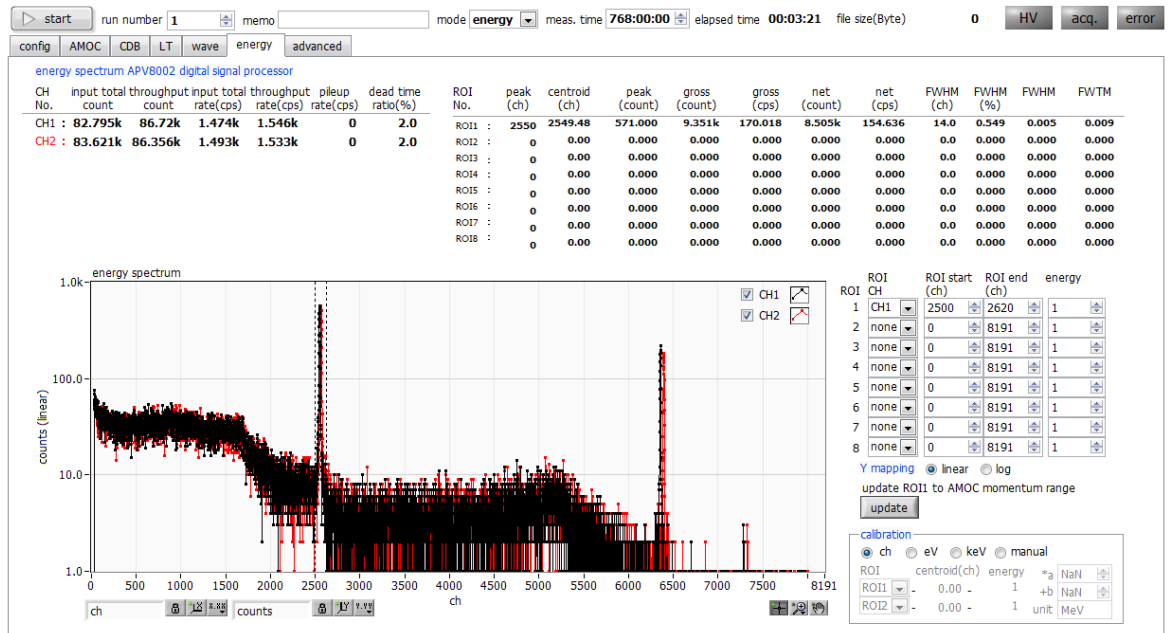 start run number 1 memo mode energy meas. time 768:00:00 elapsed time 00:03:21 file size(Byte) 0 HV acq. error
config AMOC CDB LT wave energy advanced
energy spectrum APV8002 digital signal processor
CH input total throughput input total throughput pileup dead time
No. count count rate(cps) rate(cps) rate(cps) ratio(%)
CH1 : 82.795k 86.72k 1.474k 1.546k 0 2.0
CH2 : 83.621k 86.356k 1.493k 1.533k 0 2.0
ROI peak centroid peak gross gross net net FWHM FWHM FWHM FWTM
No. (ch) (ch) (count) (count) (cps) (count) (cps) (ch) (%)
ROI1 : 2550 2549.48 571.000 9.351k 170.018 8.505k 154.636 14.0 0.549 0.005 0.009
ROI2 : 0 0.00 0.000 0.000 0.000 0.000 0.000 0.0 0.000 0.000 0.000
ROI3 : 0 0.00 0.000 0.000 0.000 0.000 0.000 0.0 0.000 0.000 0.000
ROI4 : 0 0.00 0.000 0.000 0.000 0.000 0.000 0.0 0.000 0.000 0.000
ROI5 : 0 0.00 0.000 0.000 0.000 0.000 0.000 0.0 0.000 0.000 0.000
ROI6 : 0 0.00 0.000 0.000 0.000 0.000 0.000 0.0 0.000 0.000 0.000
ROI7 : 0 0.00 0.000 0.000 0.000 0.000 0.000 0.0 0.000 0.000 0.000
ROI8 : 0 0.00 0.000 0.000 0.000 0.000 0.000 0.0 0.000 0.000 0.000
energy spectrum
1.0k
100.0
10.0
1.0
counts (linear)
CH1
CH2
0 500 1000 1500 2000 2500 3000 3500 4000 4500 5000 5500 6000 6500 7000 7500 8191
ch
ch counts
ROI ROI start ROI end energy
ROI CH (ch) (ch)
1 CH1 2500 2620 1
2 none 0 8191 1
3 none 0 8191 1
4 none 0 8191 1
5 none 0 8191 1
6 none 0 8191 1
7 none 0 8191 1
8 none 0 8191 1
Y mapping linear log
update ROI1 to AMOC momentum range
update
calibration
ch eV keV manual
ROI centroid(ch) energy *a NaN
ROI1 - 0.00 - 1 +b NaN
ROI2 - 0.00 - 1 unit MeV